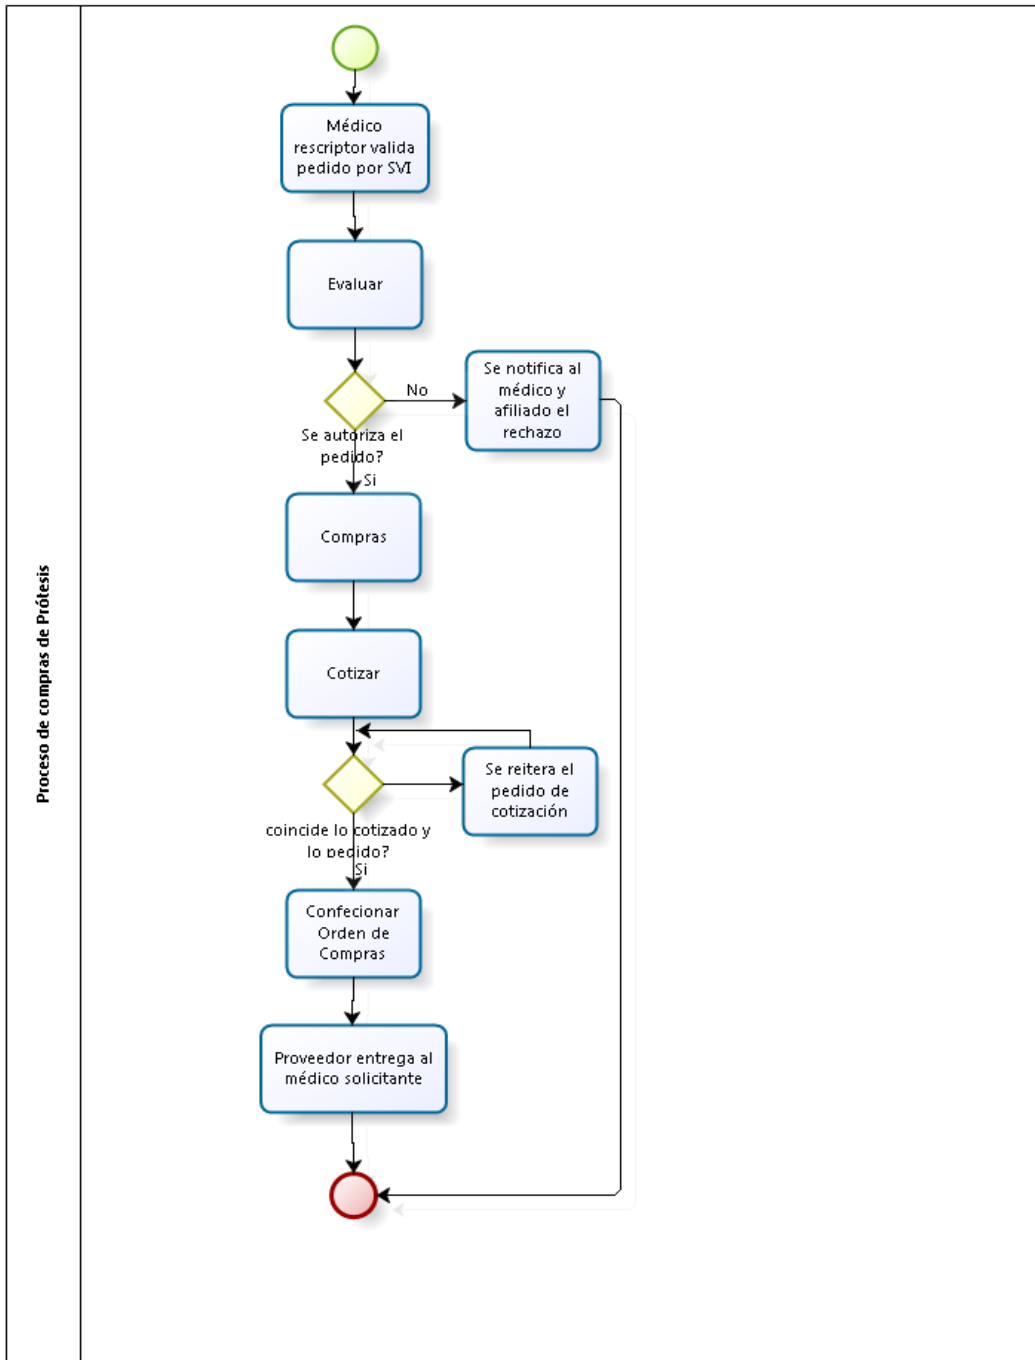 Proceso de compras de Prótesis
Médico
rescriptor valida
pedido por SVI
Evaluar
No
Se notifica al
médico y
afiliado el
rechazo
Se autoriza el
pedido?
Si
Compras
Cotizar
Se reitera el
pedido de
cotización
coincide lo cotizado y
lo pedido?
Si
Confecionar
Orden de
Compras
Proveedor entrega al
médico solicitante